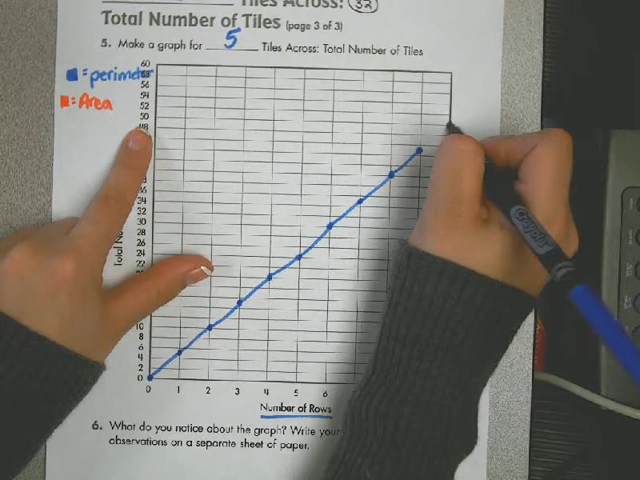 Tiles Across: 32
Total Number of Tiles (page 3 of 3)
5. Make a graph for 5 Tiles Across: Total Number of Tiles
= perimeter
= Area
60
58
56
54
52
50
48
36
34
32
30
28
26
24
22
10
8
6
4
2
0
0 1 2 3 4 5 6
Number of Rows
6. What do you notice about the graph? Write your
observations on a separate sheet of paper.
Crayola